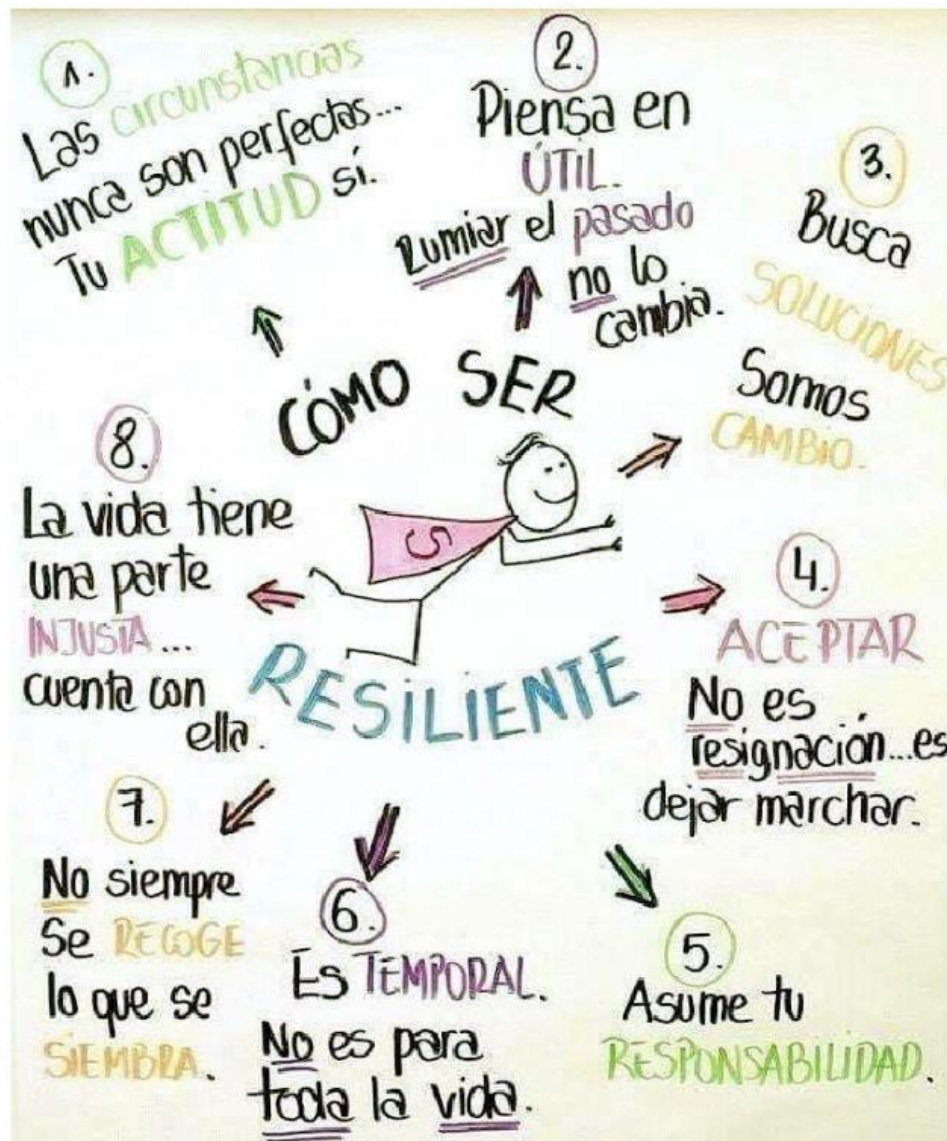 CÓMO SER
RESILIENTE
1.
Las circunstancias
nunca son perfectas...
Tu ACTITUD sí.
2.
Piensa en
ÚTIL.
Rumiar el pasado
no lo
cambia.
3.
Busca
SOLUCIONES
Somos
CAMBIO.
4.
ACEPTAR
No es
resignación...es
dejar marchar.
5.
Asume tu
RESPONSABILIDAD.
6.
Es TEMPORAL.
No es para
toda la vida.
7.
No siempre
Se RECOGE
lo que se
SIEMBRA.
8.
La vida tiene
una parte
INJUSTA...
cuenta con
ella.
S